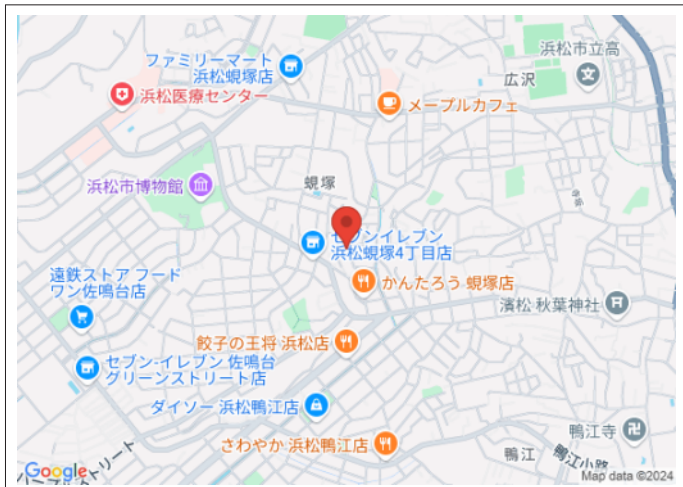 ファミリーマート
浜松蜆塚店
浜松市立高
広沢
浜松医療センター
メープルカフェ
浜松市博物館
蜆塚
セブンイレブン
浜松蜆塚4丁目店
遠鉄ストア フード
ワン佐鳴台店
かんたろう 蜆塚店
濱松 秋葉神社
餃子の王将 浜松店
セブン-イレブン 佐鳴台
グリーンストリート店
ダイソー 浜松鴨江店
さわやか 浜松鴨江店
鴨江寺
鴨江
鴨江小路
Google
Map data ©2024